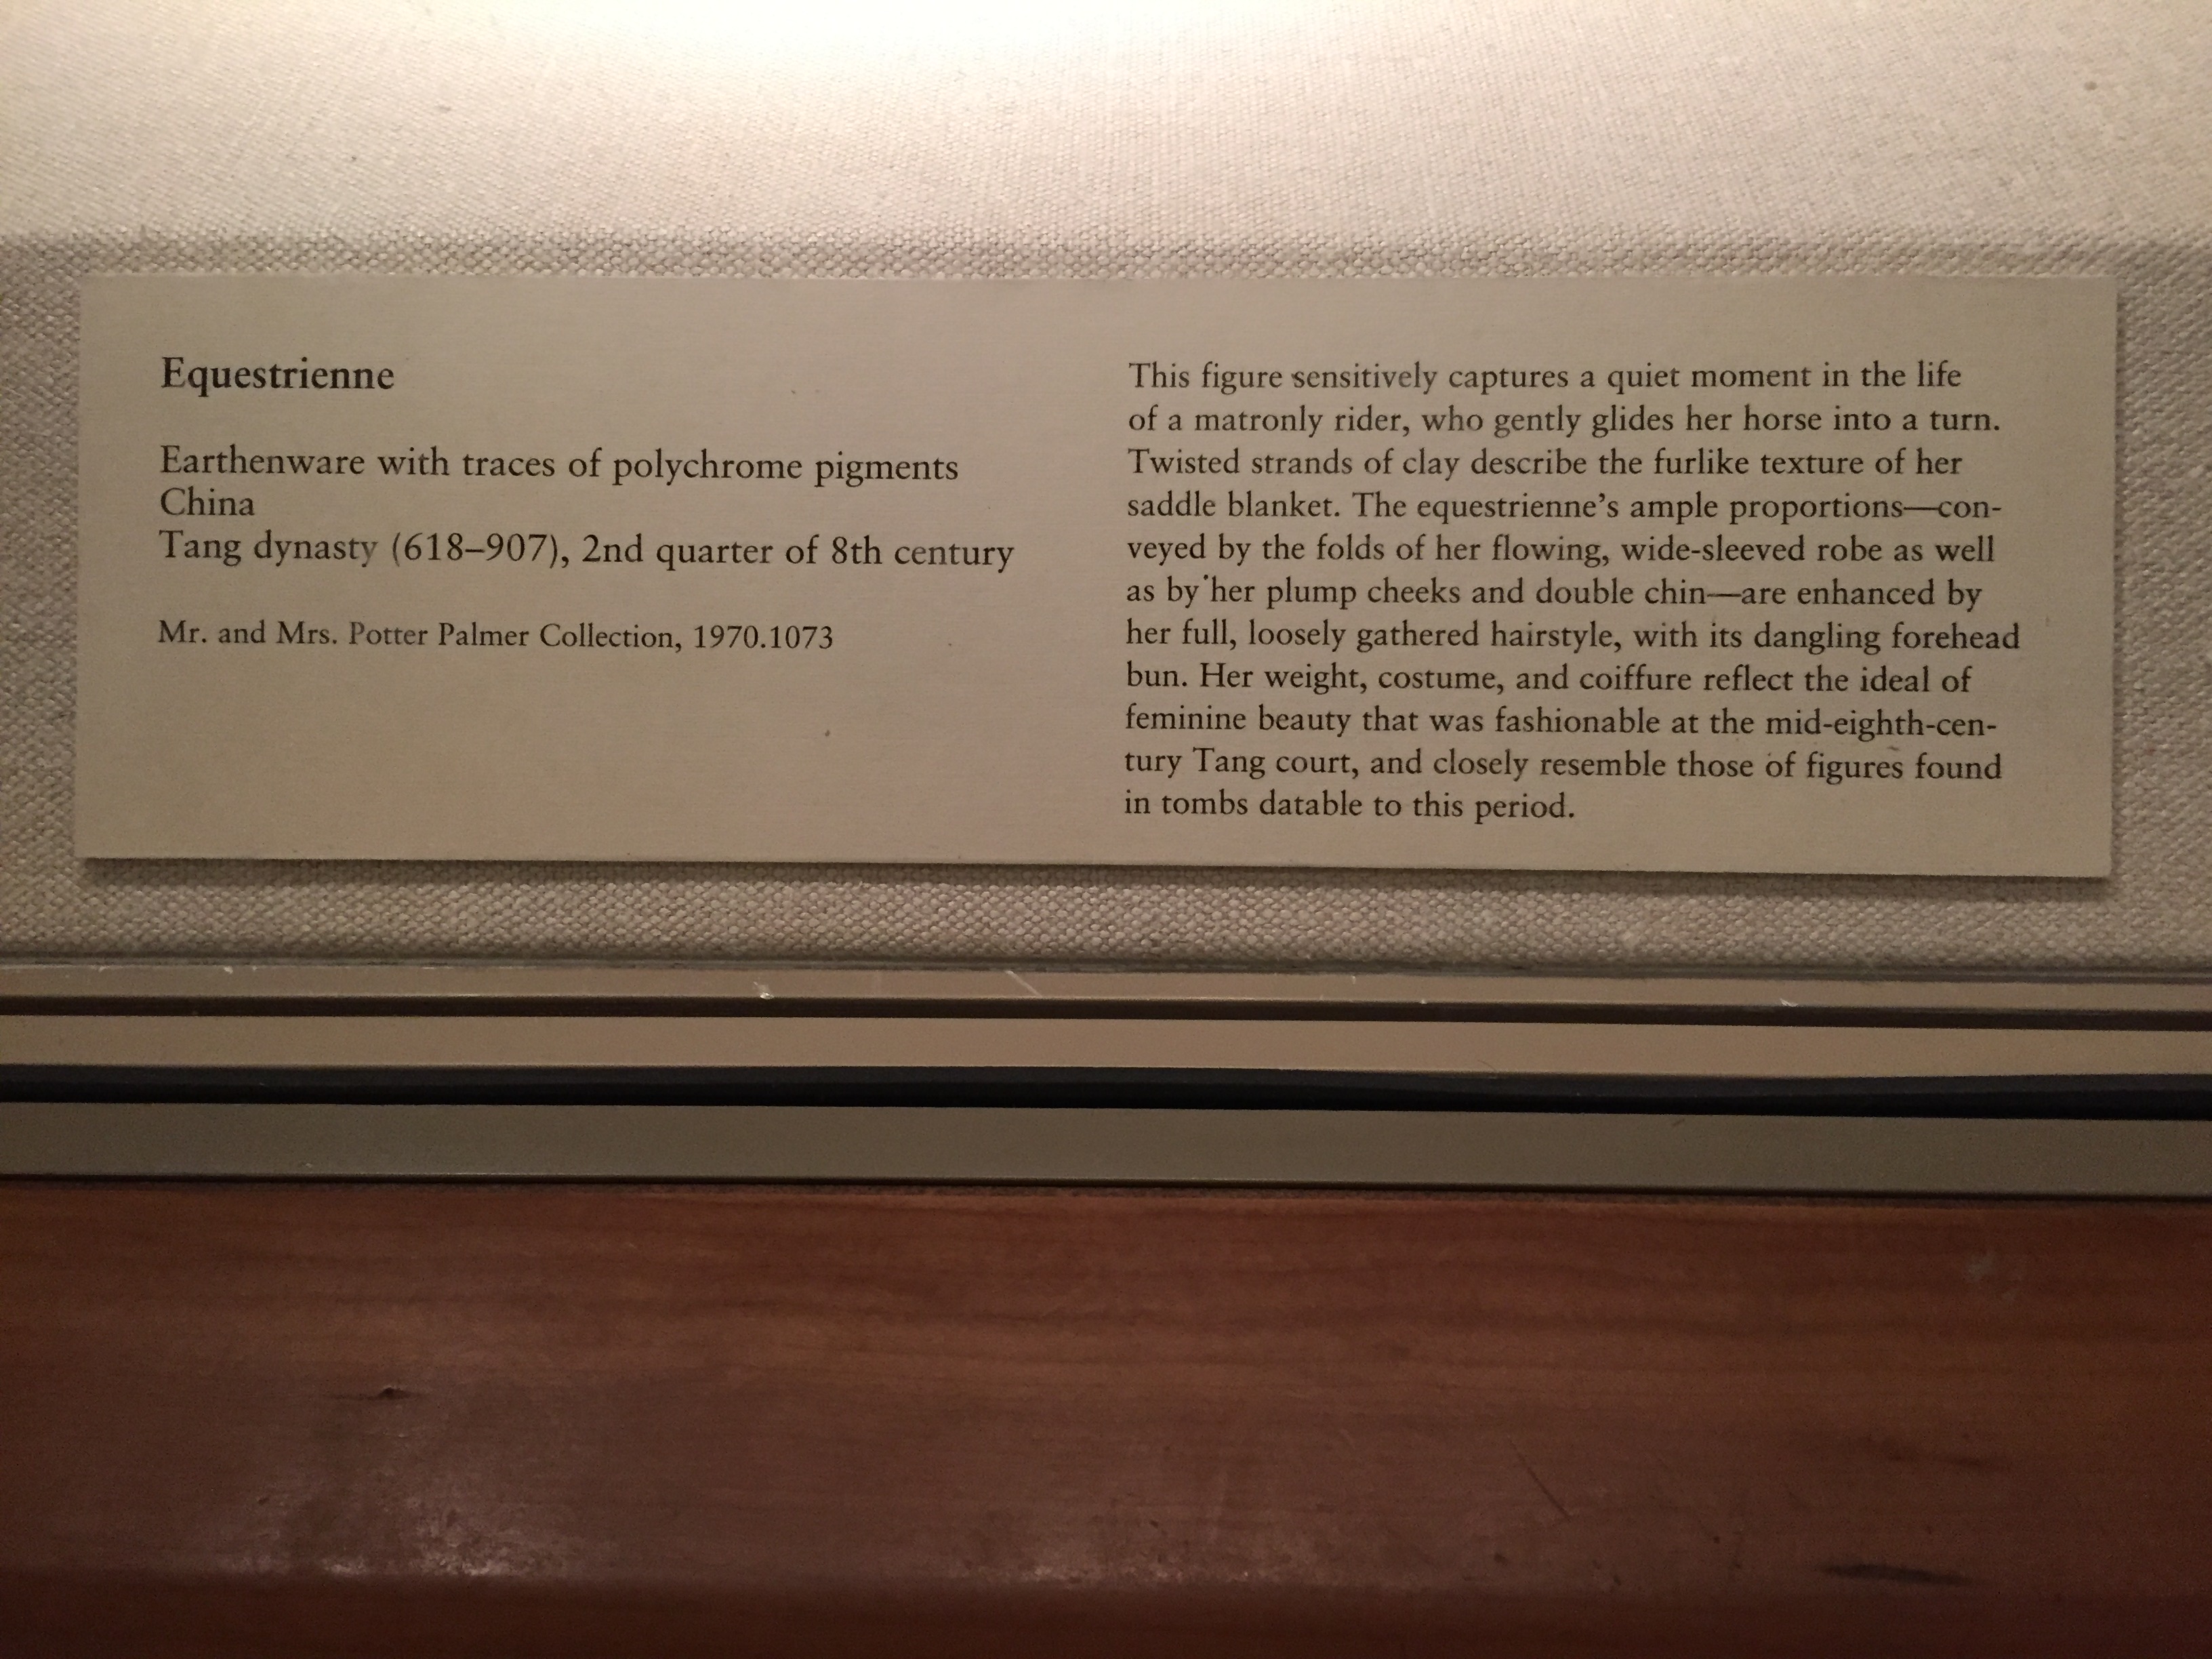 Equestrienne
Earthenware with traces of polychrome pigments
China
Tang dynasty (618–907), 2nd quarter of 8th century
Mr. and Mrs. Potter Palmer Collection, 1970.1073
This figure sensitively captures a quiet moment in the life
of a matronly rider, who gently glides her horse into a turn.
Twisted strands of clay describe the furlike texture of her
saddle blanket. The equestrienne's ample proportions—con-
veyed by the folds of her flowing, wide-sleeved robe as well
as by her plump cheeks and double chin—are enhanced by
her full, loosely gathered hairstyle, with its dangling forehead
bun. Her weight, costume, and coiffure reflect the ideal of
feminine beauty that was fashionable at the mid-eighth-cen-
tury Tang court, and closely resemble those of figures found
in tombs datable to this period.